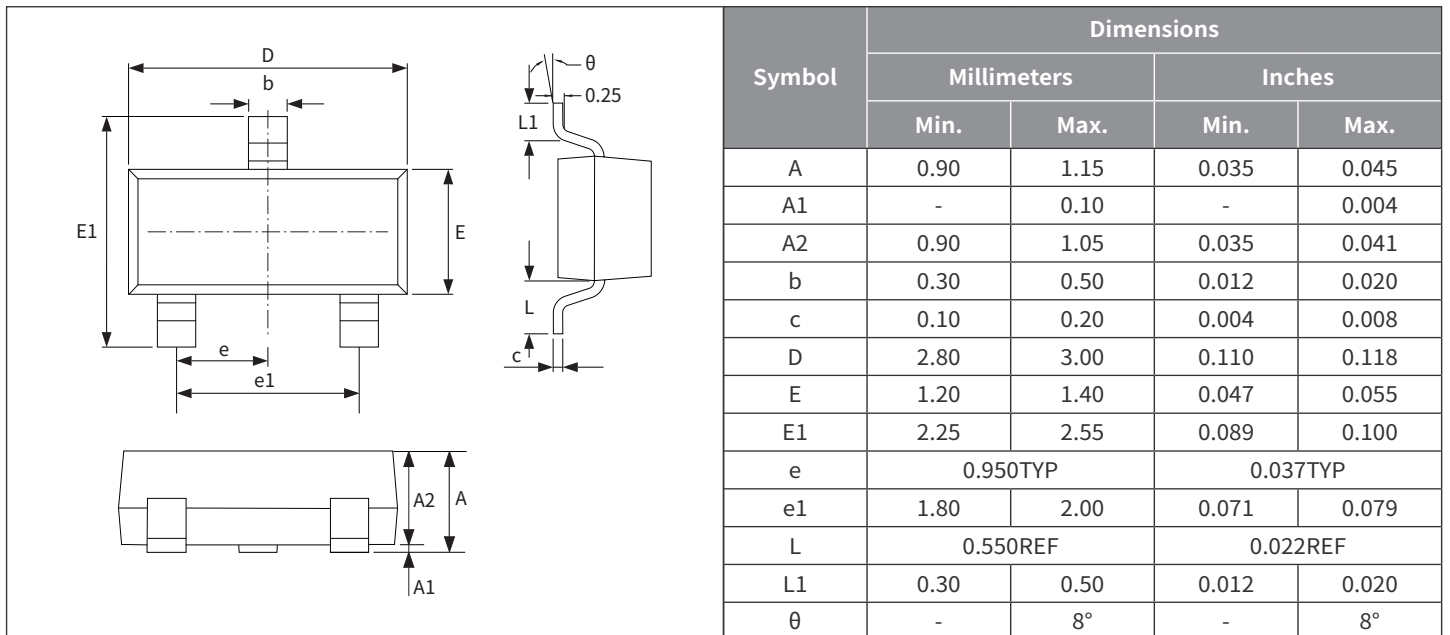 D
b
E1
E
e
e1
θ
0.25
L1
L
c
A2
A
A1
Dimensions
Symbol Millimeters Inches
Min. Max. Min. Max.
A 0.90 1.15 0.035 0.045
A1 - 0.10 - 0.004
A2 0.90 1.05 0.035 0.041
b 0.30 0.50 0.012 0.020
c 0.10 0.20 0.004 0.008
D 2.80 3.00 0.110 0.118
E 1.20 1.40 0.047 0.055
E1 2.25 2.55 0.089 0.100
e 0.950TYP 0.037TYP
e1 1.80 2.00 0.071 0.079
L 0.550REF 0.022REF
L1 0.30 0.50 0.012 0.020
θ - 8° - 8°